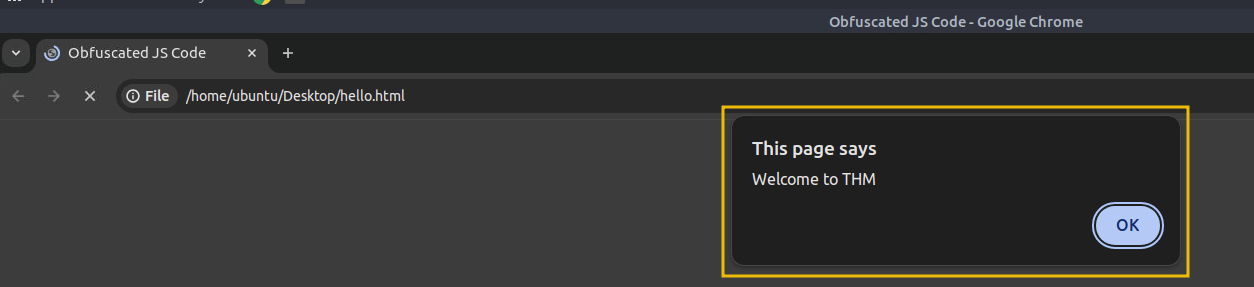 Obfuscated JS Code - Google Chrome
Obfuscated JS Code
File /home/ubuntu/Desktop/hello.html
This page says
Welcome to THM
OK